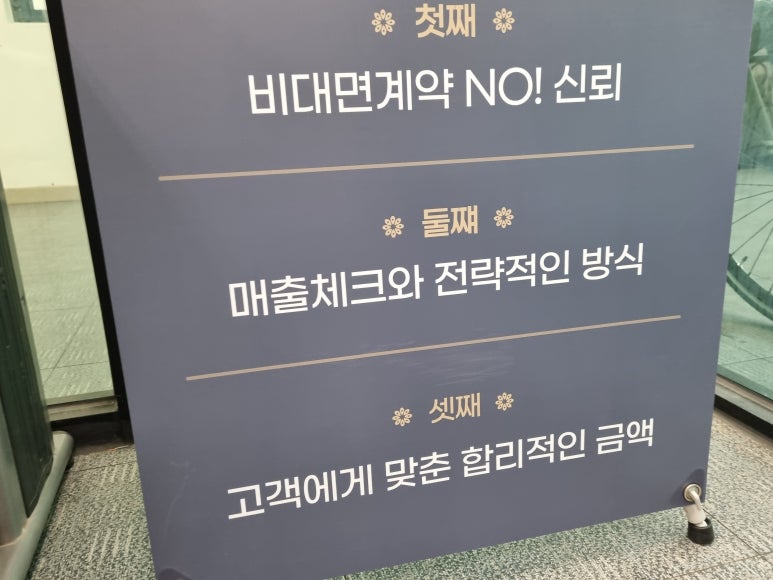 첫째
비대면계약 NO! 신뢰
둘쨰
매출체크와 전략적인 방식
셋째
고객에게 맞춘 합리적인 금액